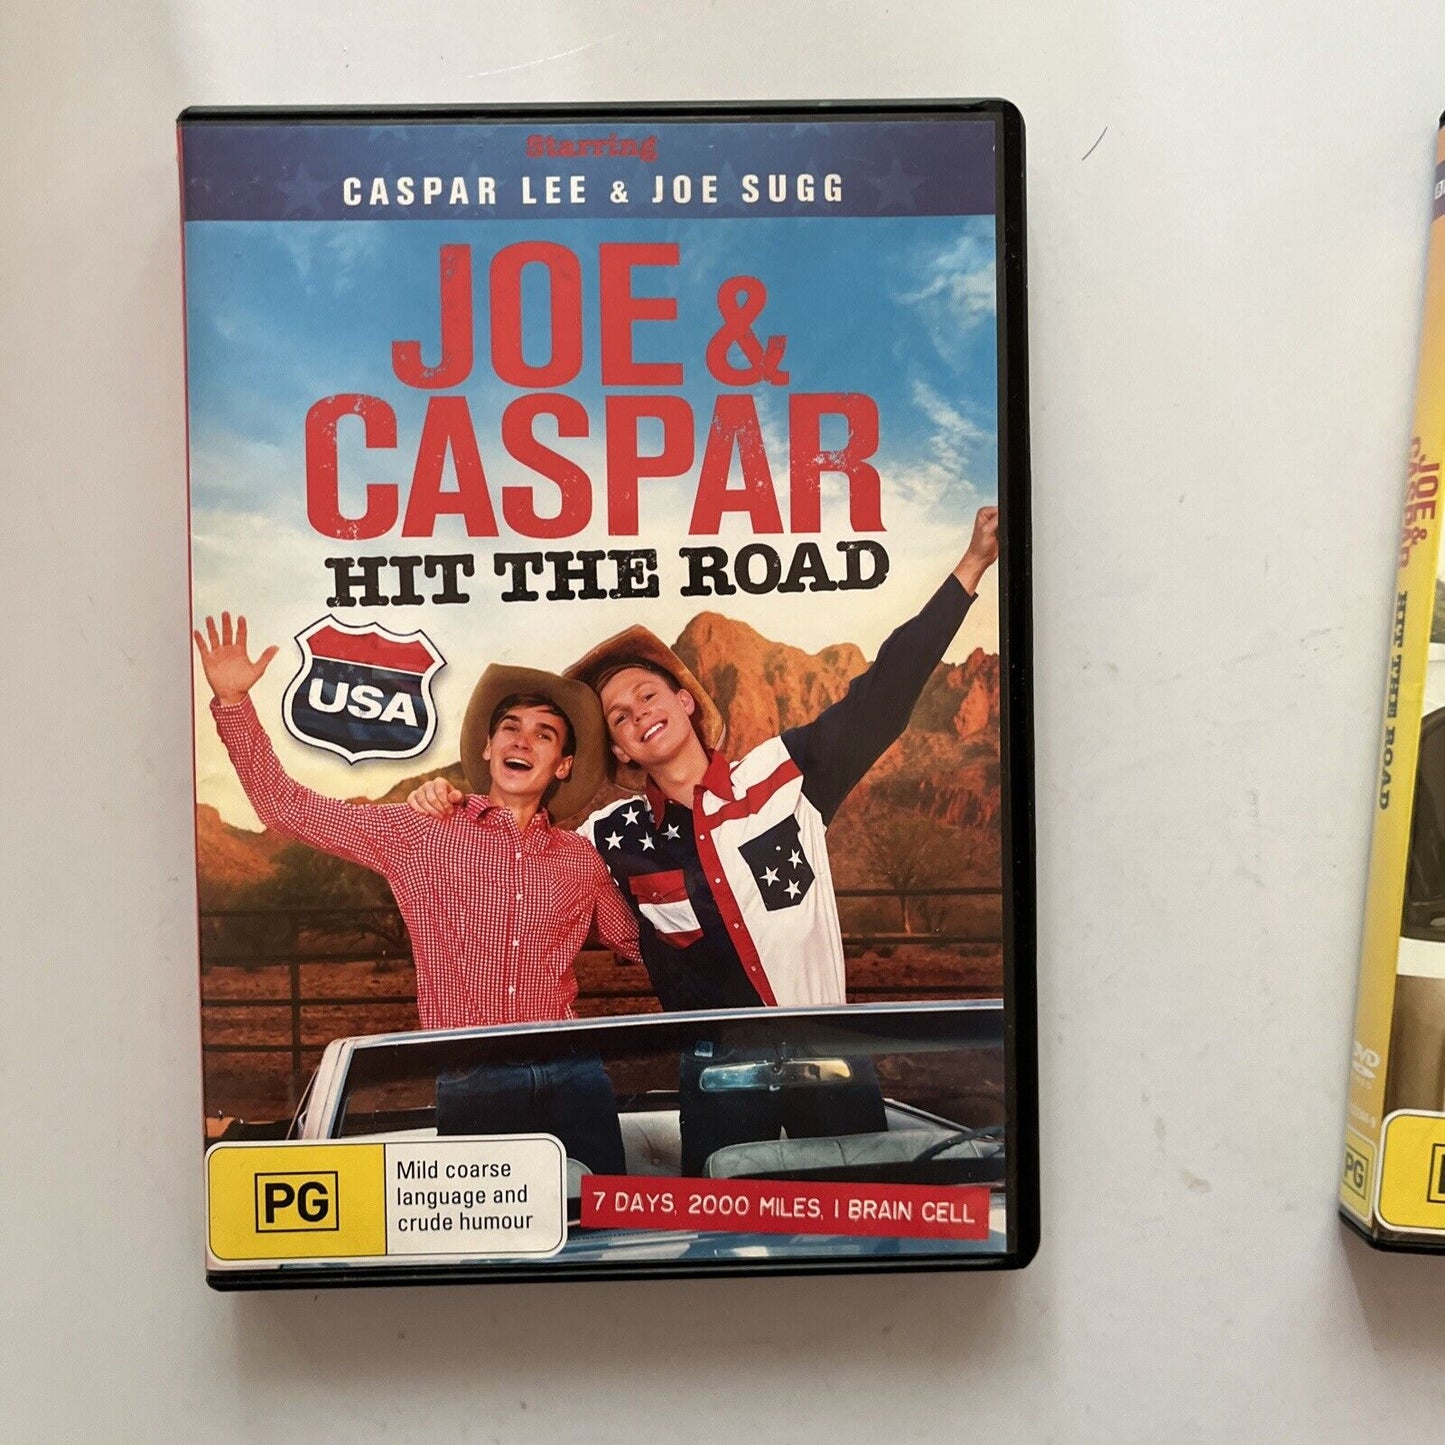 Starring
CASPAR LEE & JOE SUGG
JOE &
CASPAR
HIT THE ROAD
USA
PG
Mild coarse
language and
crude humour
7 DAYS, 2000 MILES, 1 BRAIN CELL
JOE &
CASPAR
HIT THE ROAD
DVD
PG